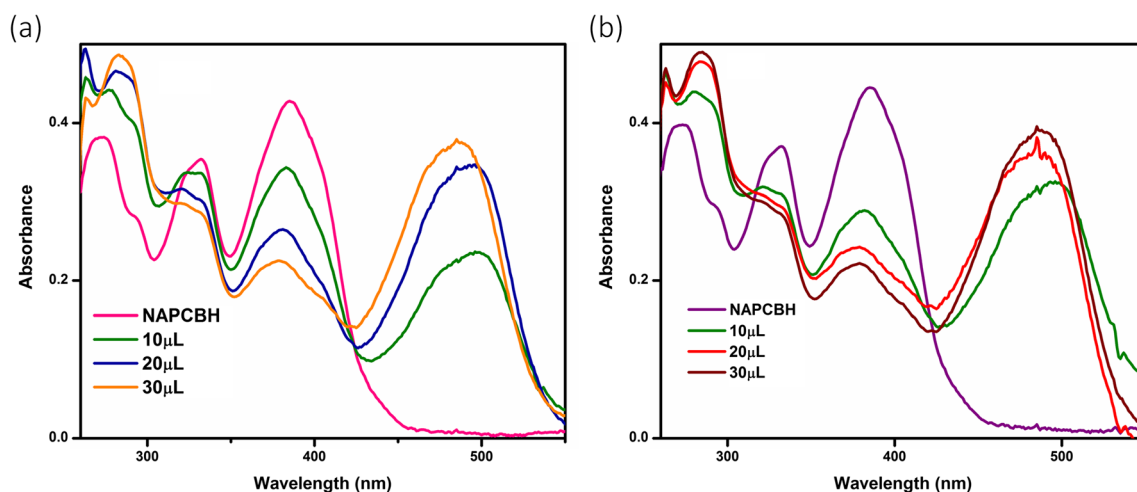 (a)
0.4
0.2
0.0
Absorbance
NAPCBH
10μL
20μL
30μL
300
400
500
Wavelength (nm)
(b)
0.4
0.2
0.0
Absorbance
NAPCBH
10μL
20μL
30μL
300
400
500
Wavelength (nm)